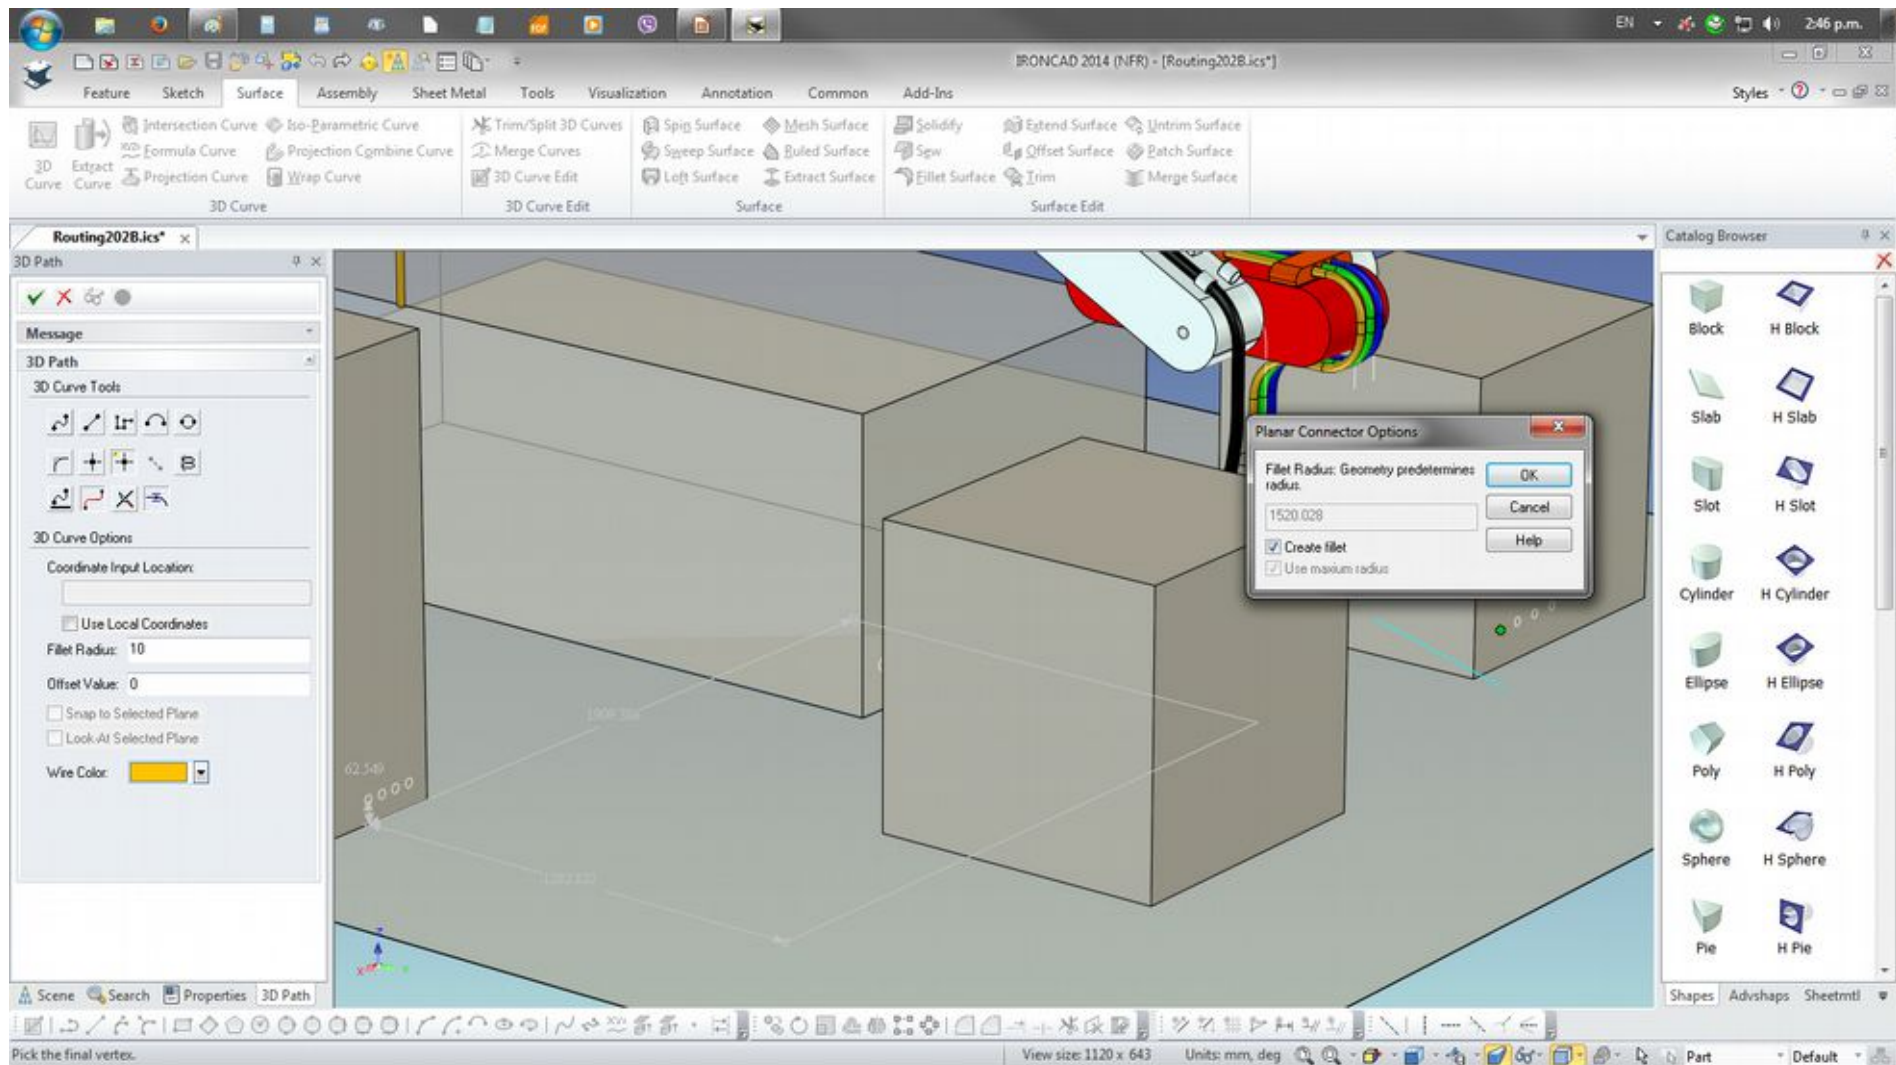 EN 2:46 p.m.
IRONCAD 2014 (NFR) - [Routing202B.ics*]
Feature Sketch Surface Assembly Sheet Metal Tools Visualization Annotation Common Add-Ins Styles
Intersection Curve Iso-Parametric Curve Trim/Split 3D Curves Spin Surface Mesh Surface Solidify Extend Surface Untrim Surface
Formula Curve Projection Combine Curve Merge Curves Sweep Surface Ruled Surface Sew Offset Surface Patch Surface
3D Curve Extract Curve Projection Curve Wrap Curve 3D Curve Edit Loft Surface Extract Surface Fillet Surface Trim Merge Surface
3D Curve 3D Curve Edit Surface Surface Edit
Routing202B.ics*
Catalog Browser
3D Path
Message
3D Path
3D Curve Tools
3D Curve Options
Coordinate Input Location:
Use Local Coordinates
Fillet Radius: 10
Offset Value: 0
Snap to Selected Plane
Look-At Selected Plane
Wire Color:
62.549
Planar Connector Options
Fillet Radius: Geometry predetermines
radius.
1520.028
Create fillet
Use maxium radius
OK
Cancel
Help
Block H Block
Slab H Slab
Slot H Slot
Cylinder H Cylinder
Ellipse H Ellipse
Poly H Poly
Sphere H Sphere
Pie H Pie
Scene Search Properties 3D Path
Shapes Advshaps Sheetmtl
Pick the final vertex. View size: 1120 x 643 Units: mm, deg Part Default